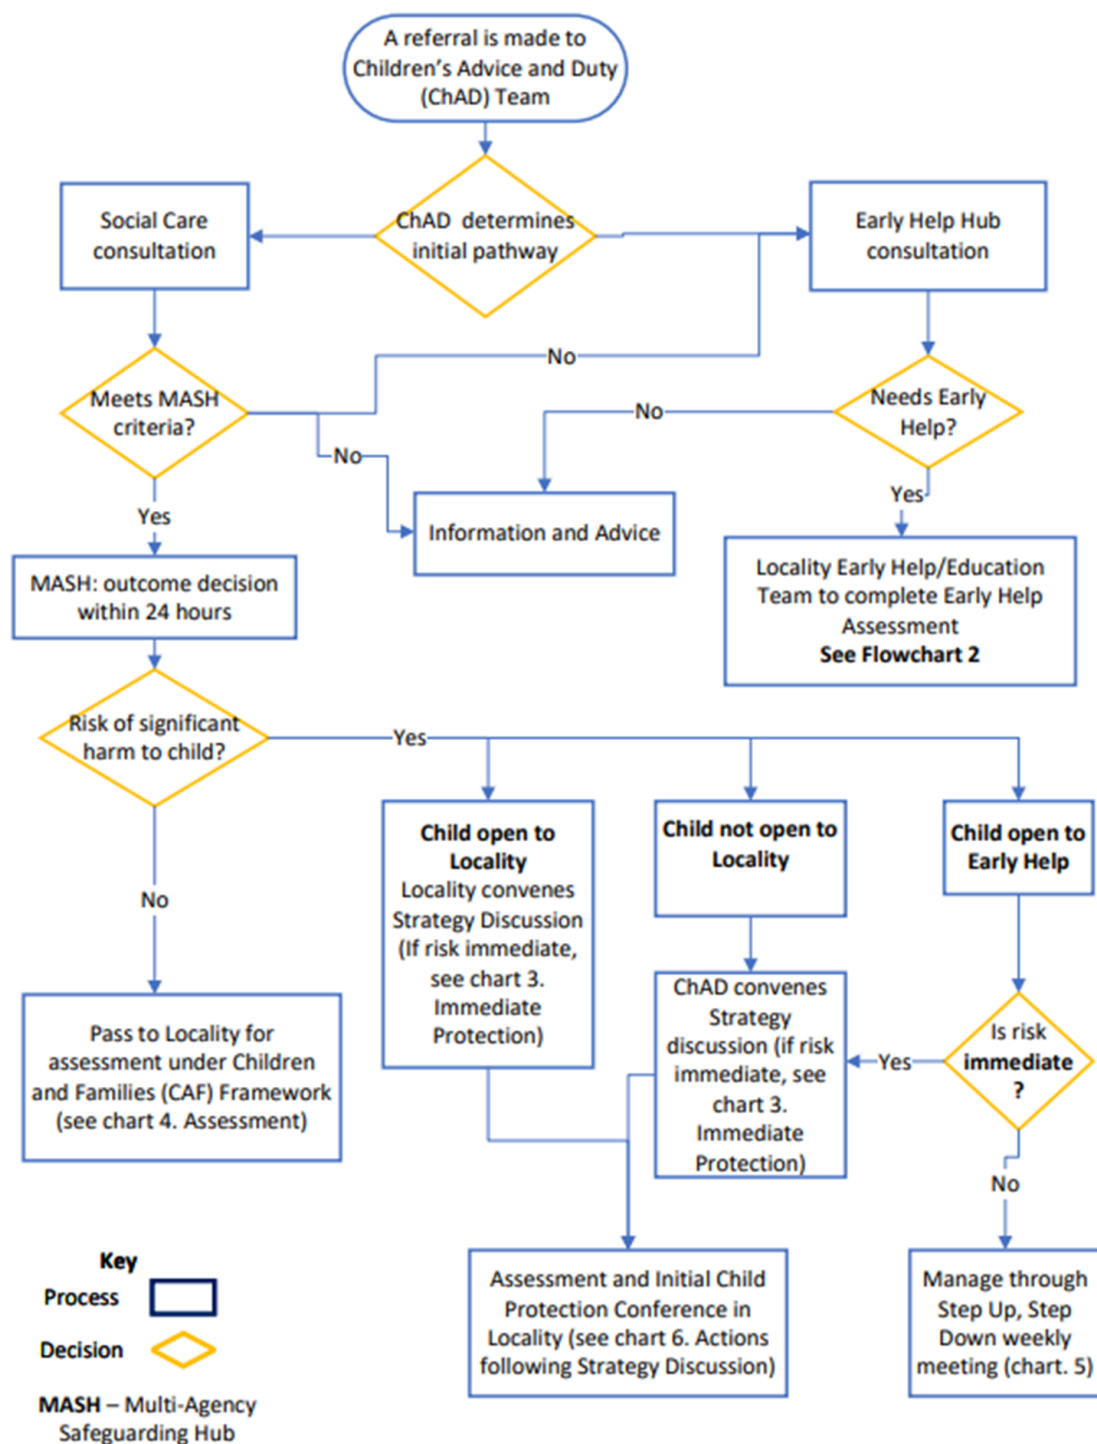 A referral is made to
Children's Advice and Duty
(ChAD) Team
ChAD  determines
initial pathway
Social Care
consultation
Early Help Hub
consultation
No
Meets MASH
criteria?
Needs Early
Help?
No
No
Yes
Information and Advice
Yes
MASH: outcome decision
within 24 hours
Locality Early Help/Education
Team to complete Early Help
Assessment
See Flowchart 2
Risk of significant
harm to child?
Yes
Child open to
Locality
Locality convenes
Strategy Discussion
(If risk immediate,
see chart 3.
Immediate
Protection)
Child not open to
Locality
Child open to
Early Help
No
ChAD convenes
Strategy
discussion (if risk
immediate, see
chart 3.
Immediate
Protection)
Yes
Is risk
immediate
?
Pass to Locality for
assessment under Children
and Families (CAF) Framework
(see chart 4. Assessment)
No
Assessment and Initial Child
Protection Conference in
Locality (see chart 6. Actions
following Strategy Discussion)
Manage through
Step Up, Step
Down weekly
meeting (chart. 5)
Key
Process
Decision
MASH – Multi-Agency
Safeguarding Hub